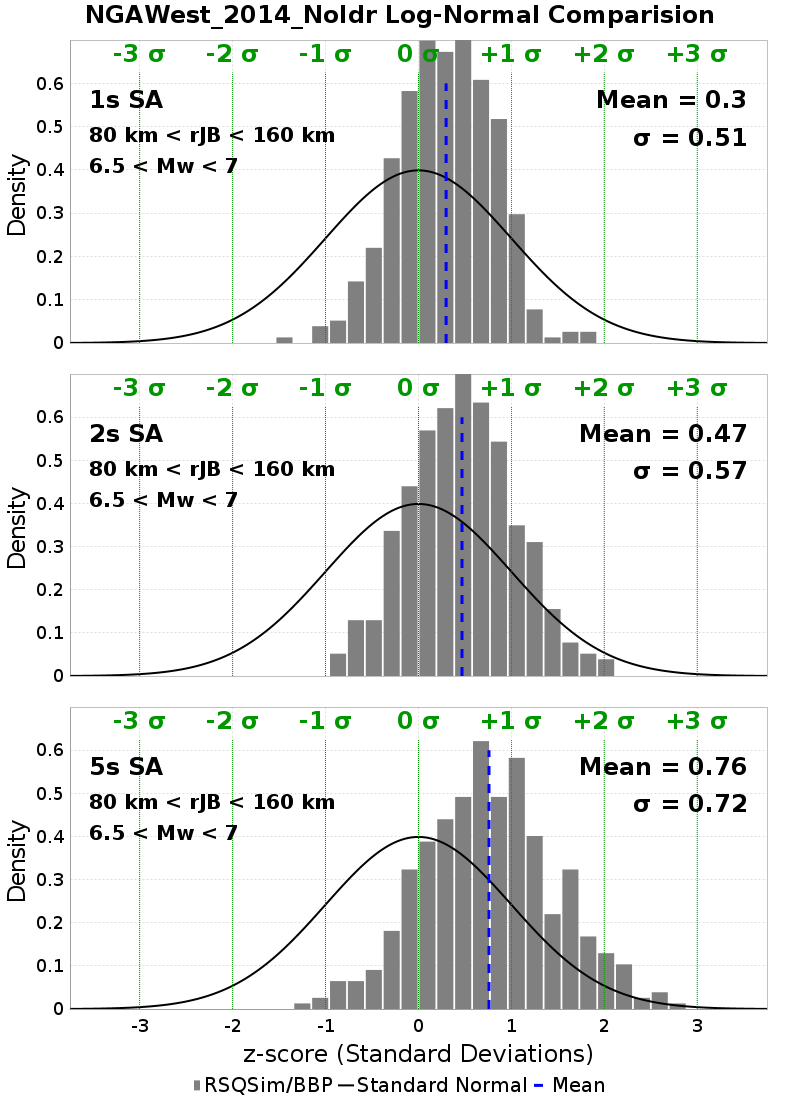 NGAWest_2014_NoIdr Log-Normal Comparision
-3 σ -2 σ -1 σ 0 σ +1 σ +2 σ +3 σ
1s SA
Mean = 0.3
80 km < rJB < 160 km
σ = 0.51
6.5 < Mw < 7
Density
0.6
0.5
0.4
0.3
0.2
0.1
0
-3 σ -2 σ -1 σ 0 σ +1 σ +2 σ +3 σ
2s SA
Mean = 0.47
80 km < rJB < 160 km
σ = 0.57
6.5 < Mw < 7
Density
0.6
0.5
0.4
0.3
0.2
0.1
0
-3 σ -2 σ -1 σ 0 σ +1 σ +2 σ +3 σ
5s SA
Mean = 0.76
80 km < rJB < 160 km
σ = 0.72
6.5 < Mw < 7
Density
0.6
0.5
0.4
0.3
0.2
0.1
0
-3 -2 -1 0 1 2 3
z-score (Standard Deviations)
RSQSim/BBP Standard Normal Mean